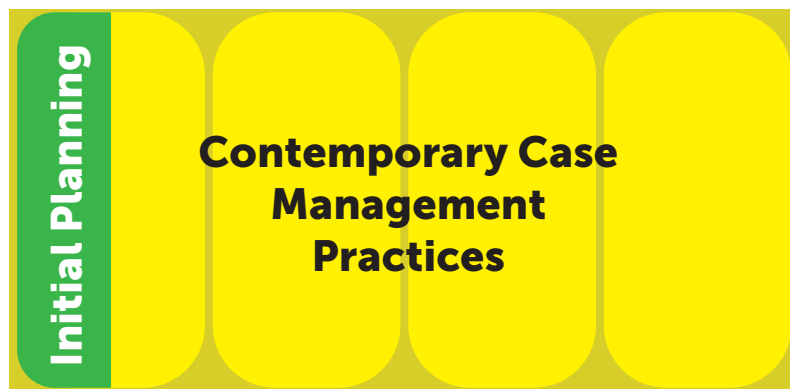 Initial Planning
Contemporary Case
Management
Practices